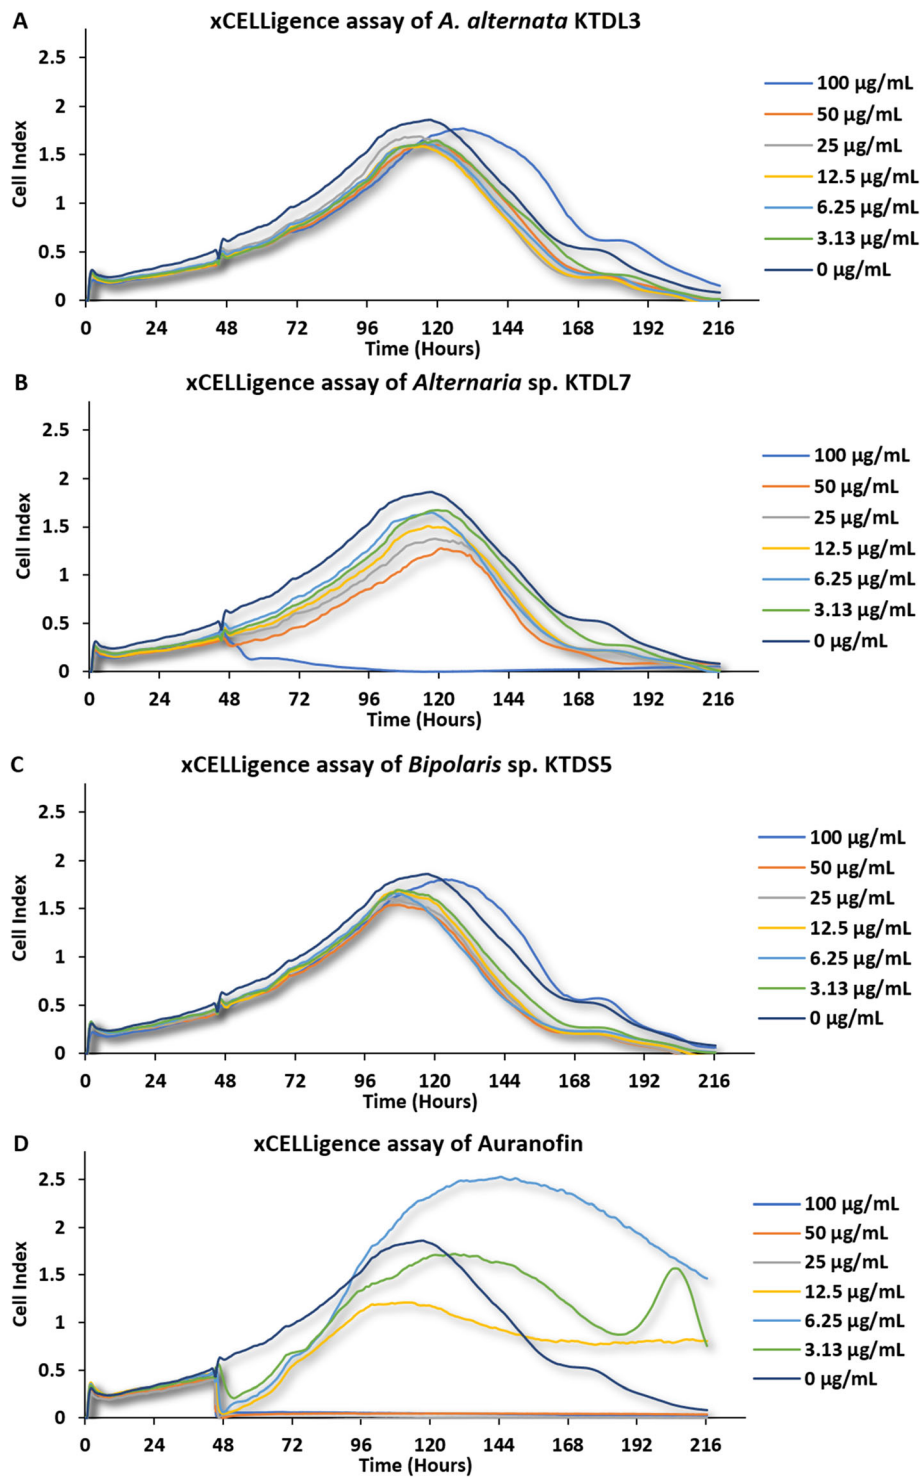 A
xCELLigence assay of A. alternata KTDL3
Cell Index
2.5
2
1.5
1
0.5
0
0 24 48 72 96 120 144 168 192 216
Time (Hours)
100 µg/mL
50 µg/mL
25 µg/mL
12.5 µg/mL
6.25 µg/mL
3.13 µg/mL
0 µg/mL
B
xCELLigence assay of Alternaria sp. KTDL7
Cell Index
2.5
2
1.5
1
0.5
0
0 24 48 72 96 120 144 168 192 216
Time (Hours)
100 µg/mL
50 µg/mL
25 µg/mL
12.5 µg/mL
6.25 µg/mL
3.13 µg/mL
0 µg/mL
C
xCELLigence assay of Bipolaris sp. KTDS5
Cell Index
2.5
2
1.5
1
0.5
0
0 24 48 72 96 120 144 168 192 216
Time (Hours)
100 µg/mL
50 µg/mL
25 µg/mL
12.5 µg/mL
6.25 µg/mL
3.13 µg/mL
0 µg/mL
D
xCELLigence assay of Auranofin
Cell Index
2.5
2
1.5
1
0.5
0
0 24 48 72 96 120 144 168 192 216
Time (Hours)
100 µg/mL
50 µg/mL
25 µg/mL
12.5 µg/mL
6.25 µg/mL
3.13 µg/mL
0 µg/mL